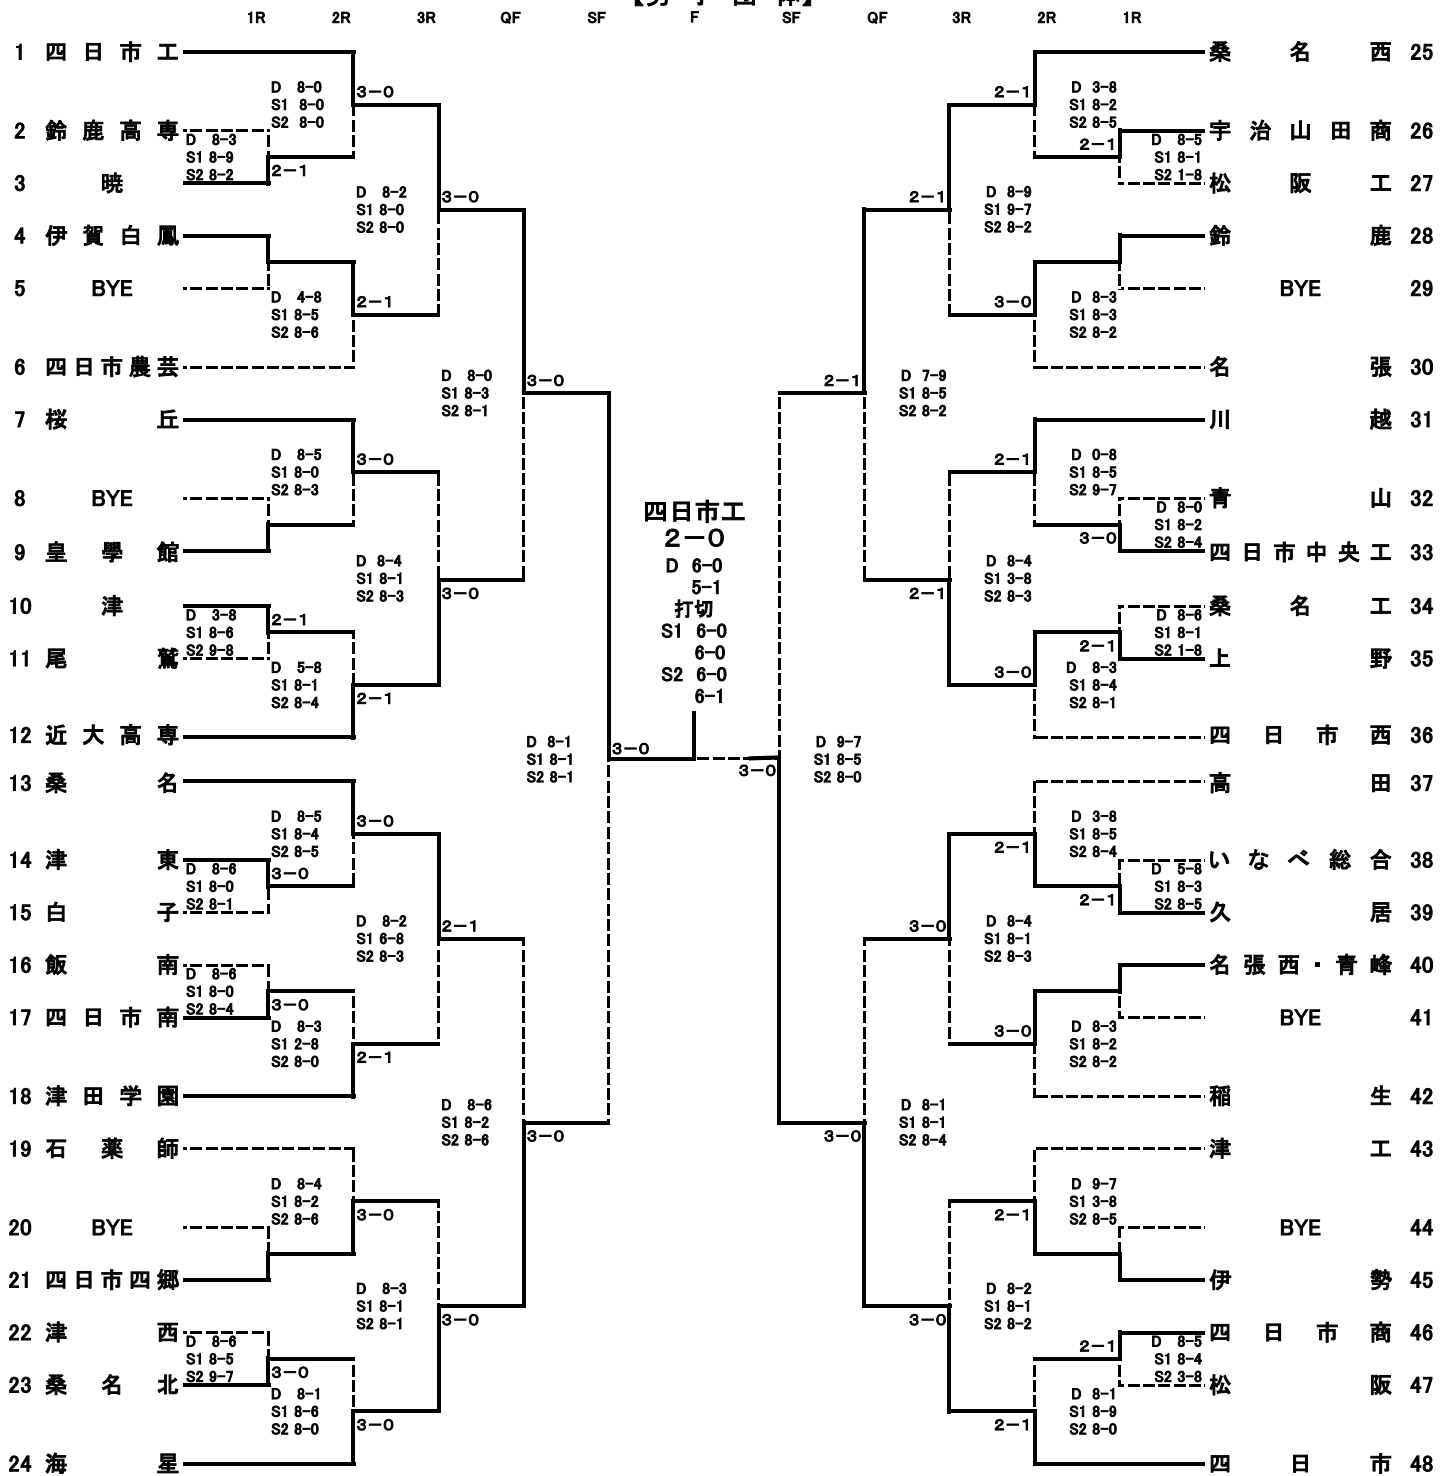 【男子団体】
1R 2R 3R QF SF F SF QF 3R 2R 1R
1 四日市工
D 8-0
S1 8-0
S2 8-0
3-0
2 鈴鹿高専
D 8-3
S1 8-9
S2 8-2
2-1
3 暁
D 8-2
S1 8-0
S2 8-0
3-0
4 伊賀白鳳
5 BYE
D 4-8
S1 8-5
S2 8-6
2-1
6 四日市農芸
D 8-0
S1 8-3
S2 8-1
3-0
7 桜丘
D 8-5
S1 8-0
S2 8-3
3-0
8 BYE
9 皇學館
D 8-4
S1 8-1
S2 8-3
3-0
10 津
D 3-8
S1 8-6
S2 9-8
2-1
11 尾鷲
D 5-8
S1 8-1
S2 8-4
2-1
12 近大高専
D 8-1
S1 8-1
S2 8-1
3-0
13 桑名
D 8-5
S1 8-4
S2 8-5
3-0
14 津東
D 8-6
S1 8-0
S2 8-1
3-0
15 白子
D 8-2
S1 6-8
S2 8-3
2-1
16 飯南
D 8-6
S1 8-0
S2 8-4
3-0
17 四日市南
D 8-3
S1 2-8
S2 8-0
2-1
18 津田学園
D 8-6
S1 8-2
S2 8-6
3-0
19 石薬師
D 8-4
S1 8-2
S2 8-6
3-0
20 BYE
21 四日市四郷
D 8-3
S1 8-1
S2 8-1
3-0
22 津西
D 8-6
S1 8-5
S2 9-7
3-0
23 桑名北
D 8-1
S1 8-6
S2 8-0
3-0
24 海星
四日市工
2-0
D 6-0
5-1
打切
S1 6-0
6-0
S2 6-0
6-1
桑名西 25
2-1
D 3-8
S1 8-2
S2 8-5
宇治山田商 26
2-1
D 8-5
S1 8-1
S2 1-8
松阪工 27
2-1
D 8-9
S1 9-7
S2 8-2
鈴鹿 28
BYE 29
3-0
D 8-3
S1 8-3
S2 8-2
名張 30
2-1
D 7-9
S1 8-5
S2 8-2
川越 31
2-1
D 0-8
S1 8-5
S2 9-7
青山 32
3-0
D 8-0
S1 8-2
S2 8-4
四日市中央工 33
2-1
D 8-4
S1 3-8
S2 8-3
桑名工 34
2-1
D 8-6
S1 8-1
S2 1-8
上野 35
3-0
D 8-3
S1 8-4
S2 8-1
四日市西 36
3-0
D 9-7
S1 8-5
S2 8-0
高田 37
2-1
D 3-8
S1 8-5
S2 8-4
いなべ総合 38
2-1
D 5-8
S1 8-3
S2 8-5
久居 39
3-0
D 8-4
S1 8-1
S2 8-3
名張西・青峰 40
BYE 41
3-0
D 8-3
S1 8-2
S2 8-2
稲生 42
3-0
D 8-1
S1 8-1
S2 8-4
津工 43
2-1
D 9-7
S1 3-8
S2 8-5
BYE 44
伊勢 45
3-0
D 8-2
S1 8-1
S2 8-2
四日市商 46
2-1
D 8-5
S1 8-4
S2 3-8
松阪 47
2-1
D 8-1
S1 8-9
S2 8-0
四日市 48